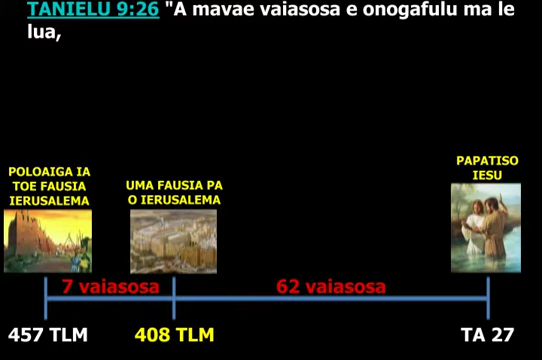 TANIELU 9:26 "A mavae vaiasosa e onogafulu ma le
lua,
POLOAIGA IA
TOE FAUSIA
IERUSALEMA
UMA FAUSIA PA
O IERUSALEMA
PAPATISO
IESU
7 vaiasosa
62 vaiasosa
457 TLM
408 TLM
TA 27